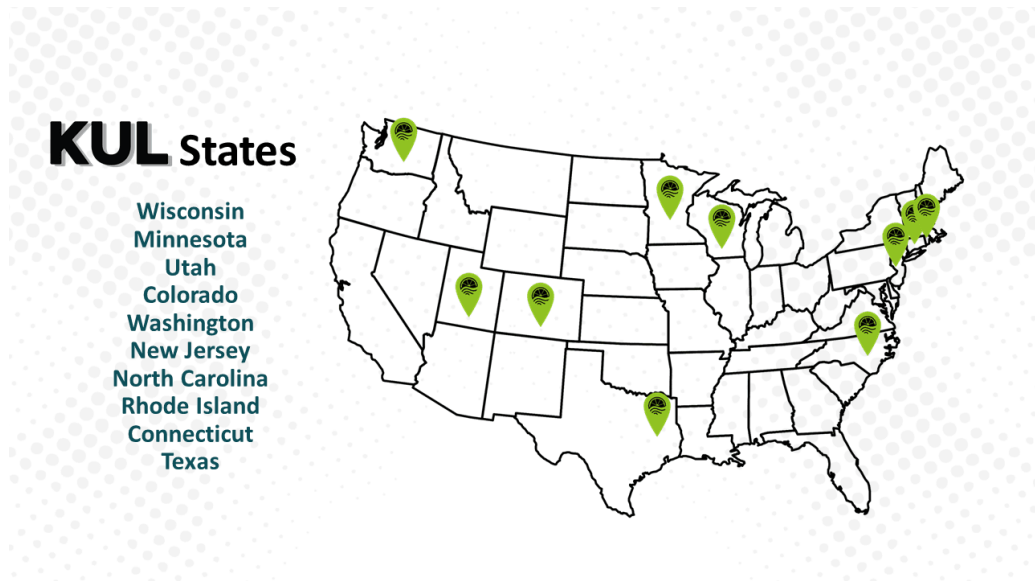 KUL States
Wisconsin
Minnesota
Utah
Colorado
Washington
New Jersey
North Carolina
Rhode Island
Connecticut
Texas